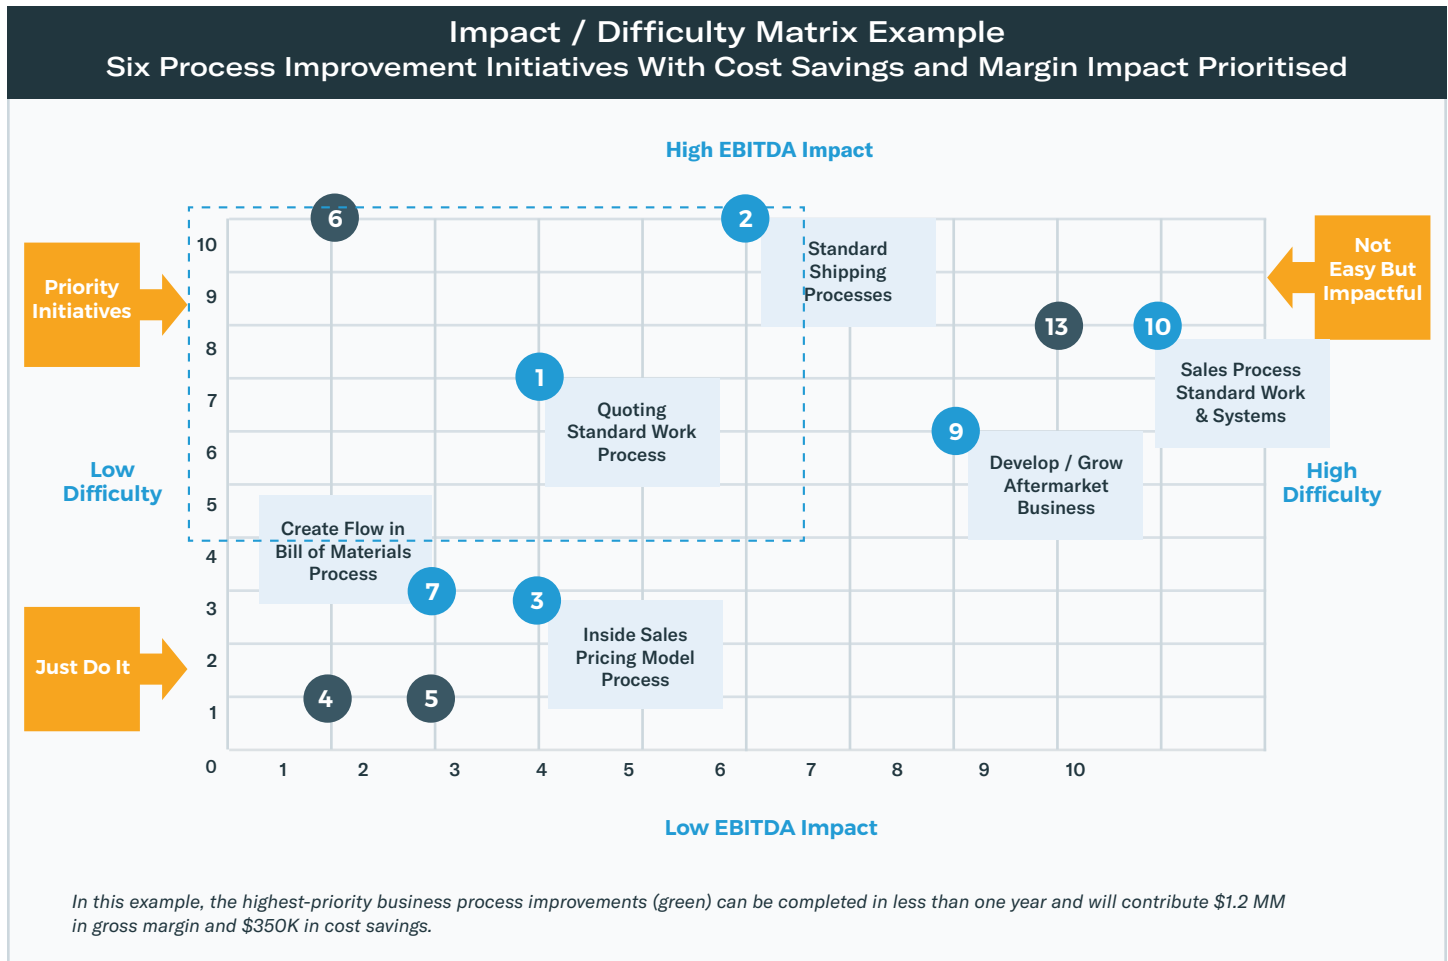 Impact / Difficulty Matrix Example
Six Process Improvement Initiatives With Cost Savings and Margin Impact Prioritised
High EBITDA Impact
Priority
Initiatives
Not
Easy But
Impactful
Low
Difficulty
High
Difficulty
Just Do It
10
9
8
7
6
5
4
3
2
1
0
6
2
Standard
Shipping
Processes
13
10
Sales Process
Standard Work
& Systems
1
Quoting
Standard Work
Process
9
Develop / Grow
Aftermarket
Business
Create Flow in
Bill of Materials
Process
7
3
Inside Sales
Pricing Model
Process
4
5
1
2
3
4
5
6
7
8
9
10
Low EBITDA Impact
In this example, the highest-priority business process improvements (green) can be completed in less than one year and will contribute $1.2 MM
in gross margin and $350K in cost savings.